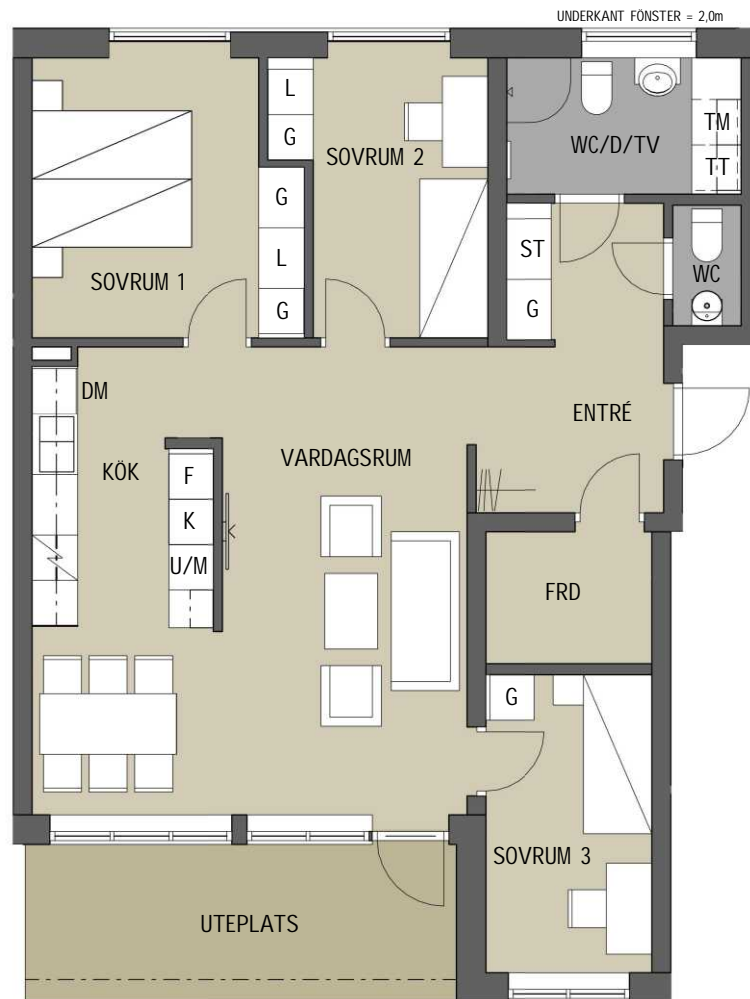 UNDERKANT FÖNSTER = 2,0m
L
G
SOVRUM 2
WC/D/TV
TM
TT
G
L
G
SOVRUM 1
ST
G
WC
DM
KÖK
F
K
U/M
VARDAGSRUM
ENTRÉ
FRD
G
SOVRUM 3
UTEPLATS